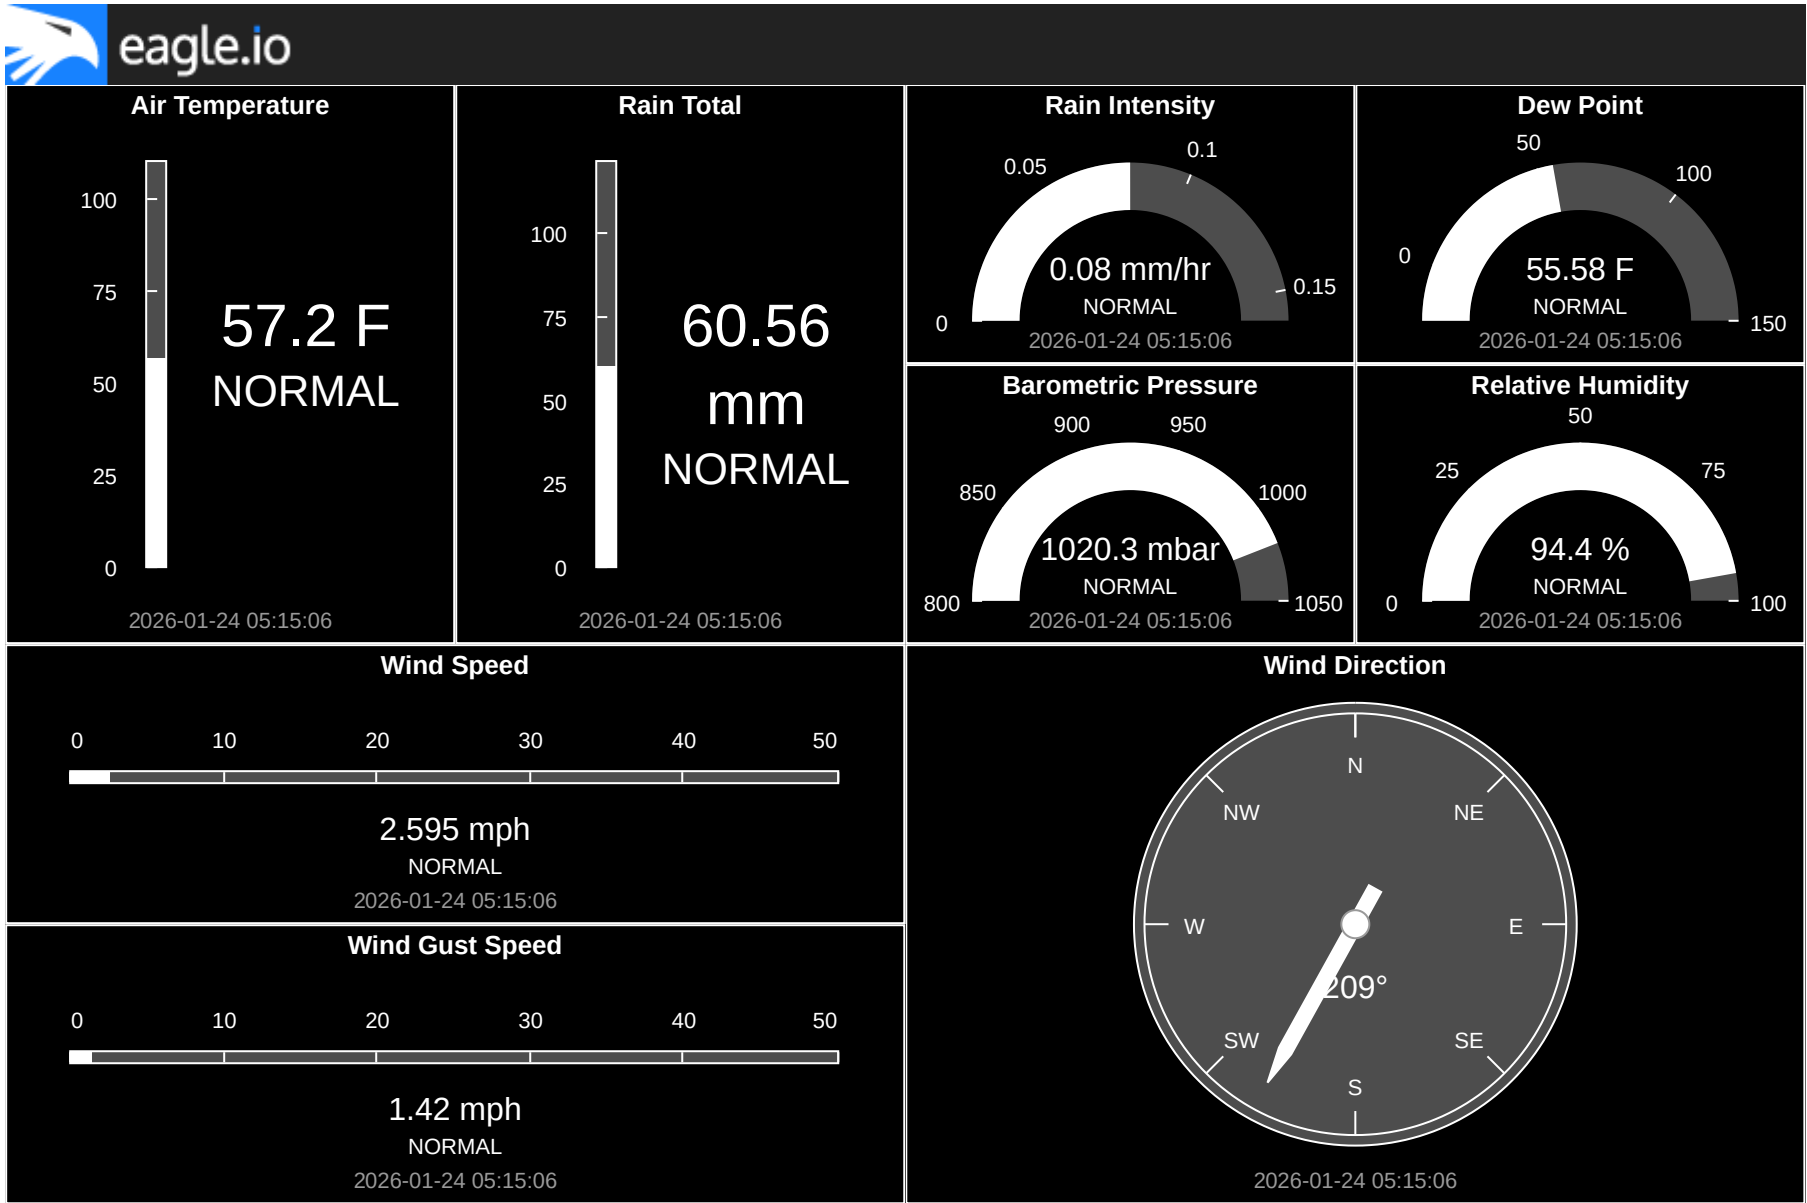 eagle.io
Air Temperature
100
75
50
25
0
57.2 F
NORMAL
2026-01-24 05:15:06
Rain Total
100
75
50
25
0
60.56
mm
NORMAL
2026-01-24 05:15:06
Rain Intensity
0
0.05
0.1
0.15
0.08 mm/hr
NORMAL
2026-01-24 05:15:06
Dew Point
0
50
100
150
55.58 F
NORMAL
2026-01-24 05:15:06
Barometric Pressure
800
850
900
950
1000
1050
1020.3 mbar
NORMAL
2026-01-24 05:15:06
Relative Humidity
0
25
50
75
100
94.4 %
NORMAL
2026-01-24 05:15:06
Wind Speed
0 10 20 30 40 50
2.595 mph
NORMAL
2026-01-24 05:15:06
Wind Gust Speed
0 10 20 30 40 50
1.42 mph
NORMAL
2026-01-24 05:15:06
Wind Direction
N
NW NE
W E
209°
SW SE
S
2026-01-24 05:15:06